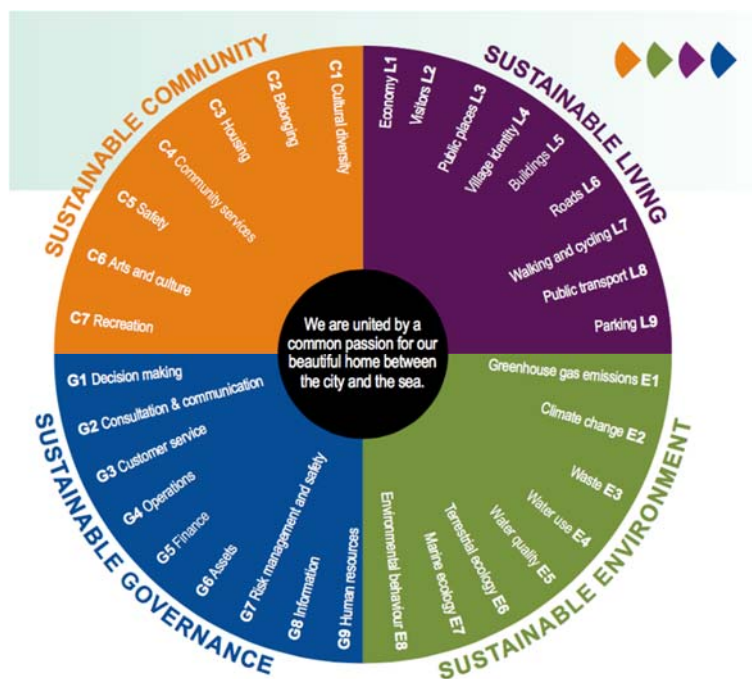 SUSTAINABLE COMMUNITY
C1 Cultural diversity
C2 Belonging
C3 Housing
C4 Community services
C5 Safety
C6 Arts and culture
C7 Recreation
SUSTAINABLE LIVING
Economy L1
Visitors L2
Public places L3
Village identity L4
Buildings L5
Roads L6
Walking and cycling L7
Public transport L8
Parking L9
We are united by a
common passion for our
beautiful home between
the city and the sea.
SUSTAINABLE GOVERNANCE
G1 Decision making
G2 Consultation & communication
G3 Customer service
G4 Operations
G5 Finance
G6 Assets
G7 Risk management and safety
G8 Information
G9 Human resources
SUSTAINABLE ENVIRONMENT
Greenhouse gas emissions E1
Climate change E2
Waste E3
Water use E4
Water quality E5
Terrestrial ecology E6
Marine ecology E7
Environmental behaviour E8